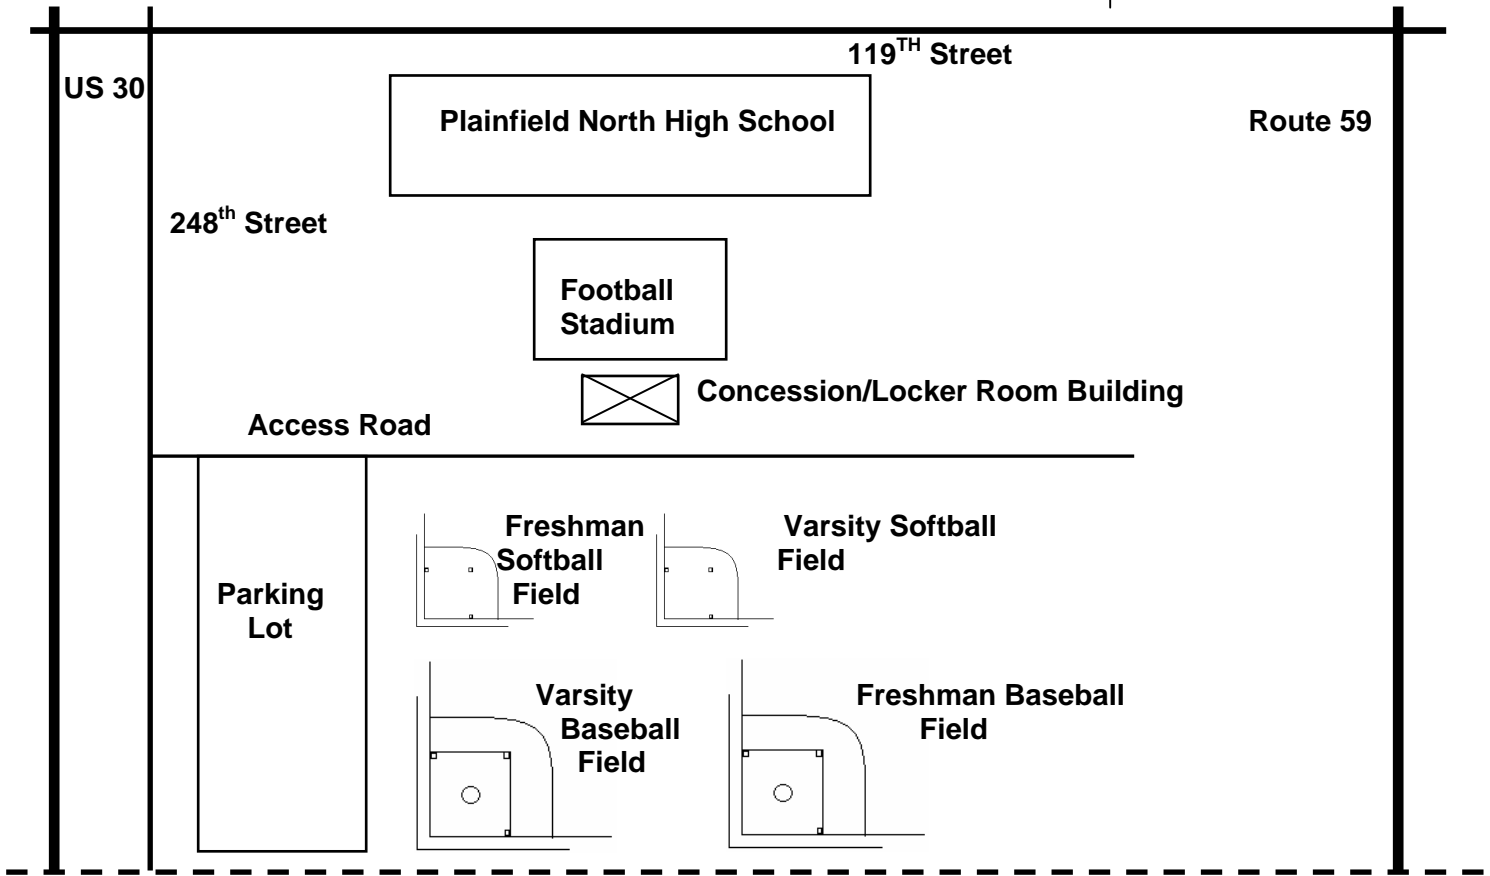 119TH Street
US 30
Plainfield North High School
Route 59
248th Street
Football
Stadium
Concession/Locker Room Building
Access Road
Freshman
Softball
Field
Varsity Softball
Field
Parking
Lot
Varsity
Baseball
Field
Freshman Baseball
Field